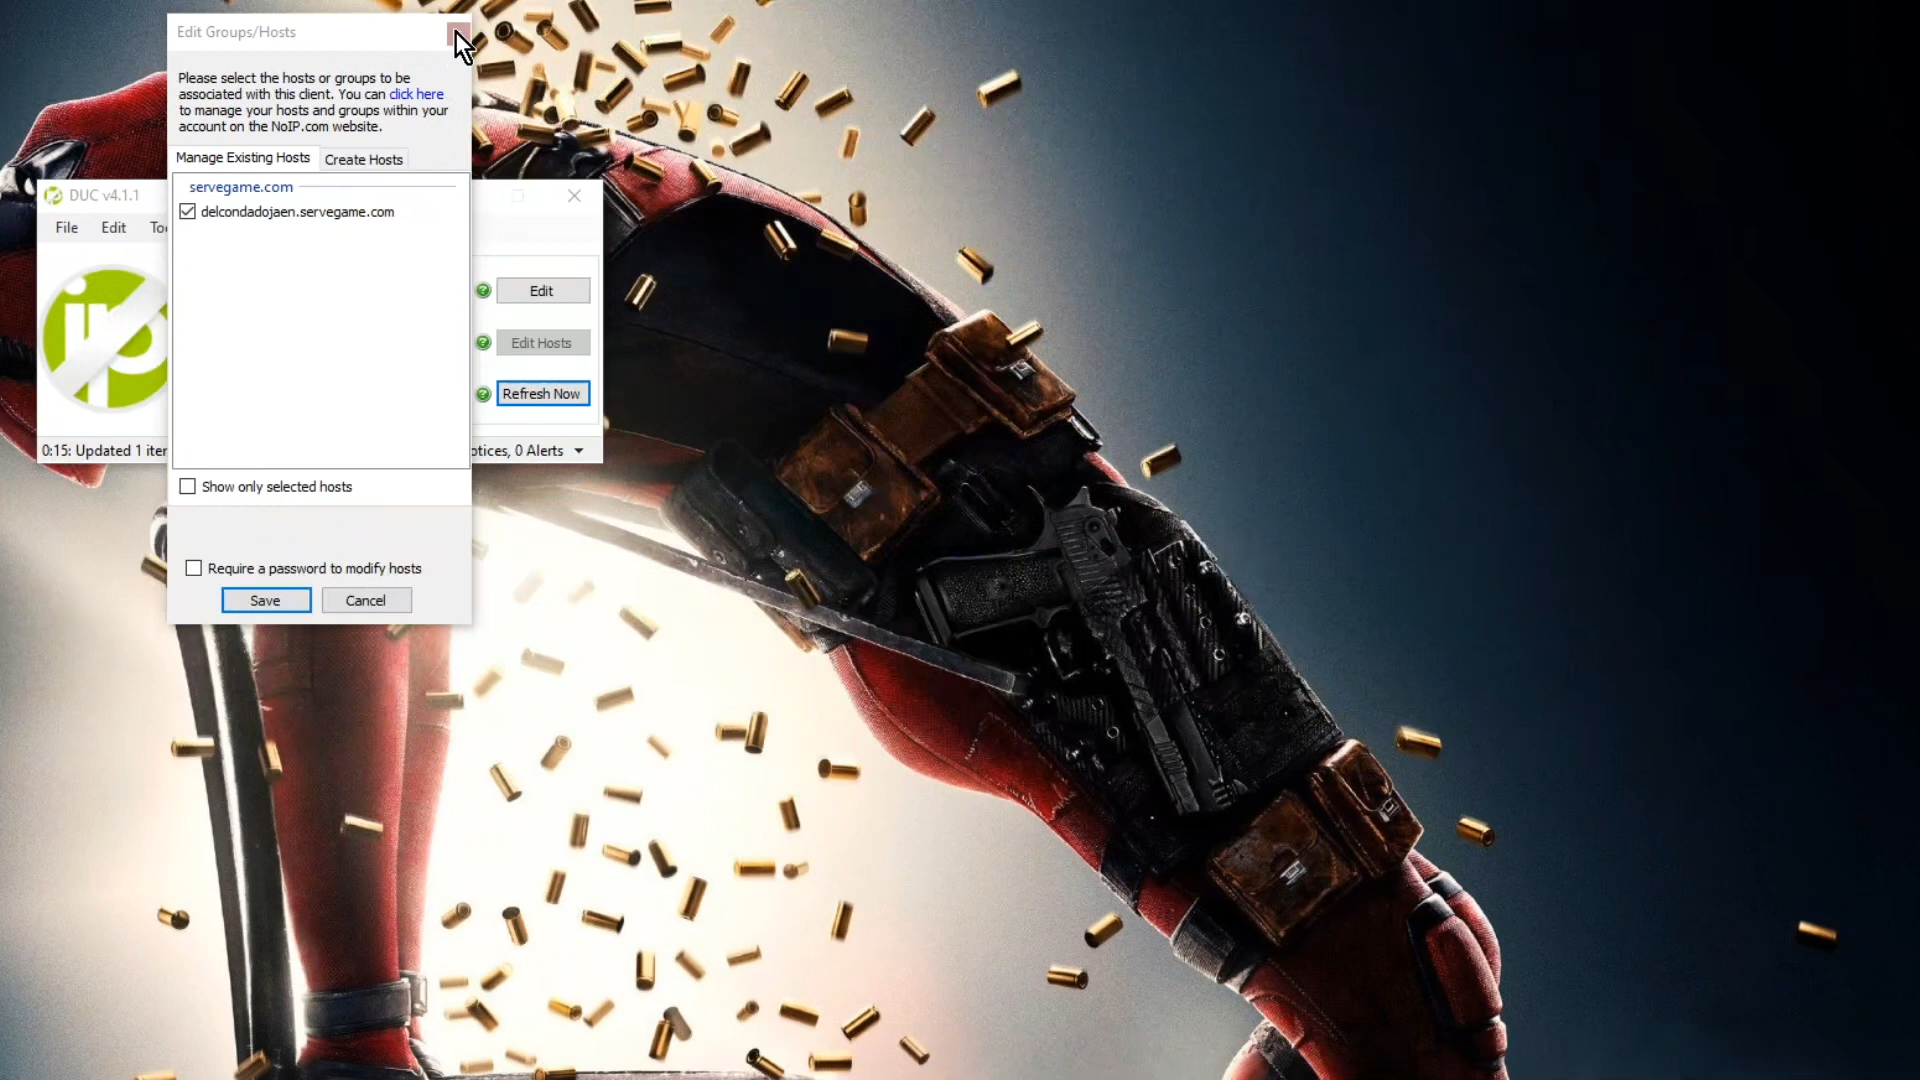 Edit Groups/Hosts
Please select the hosts or groups to be
associated with this client. You can click here
to manage your hosts and groups within your
account on the NoIP.com website.
Manage Existing Hosts
Create Hosts
servegame.com
delcondadojaen.servegame.com
Show only selected hosts
Require a password to modify hosts
Save
Cancel
DUC v4.1.1
File
Edit
ip
Edit
Edit Hosts
Refresh Now
0:15: Updated 1
0 Alerts